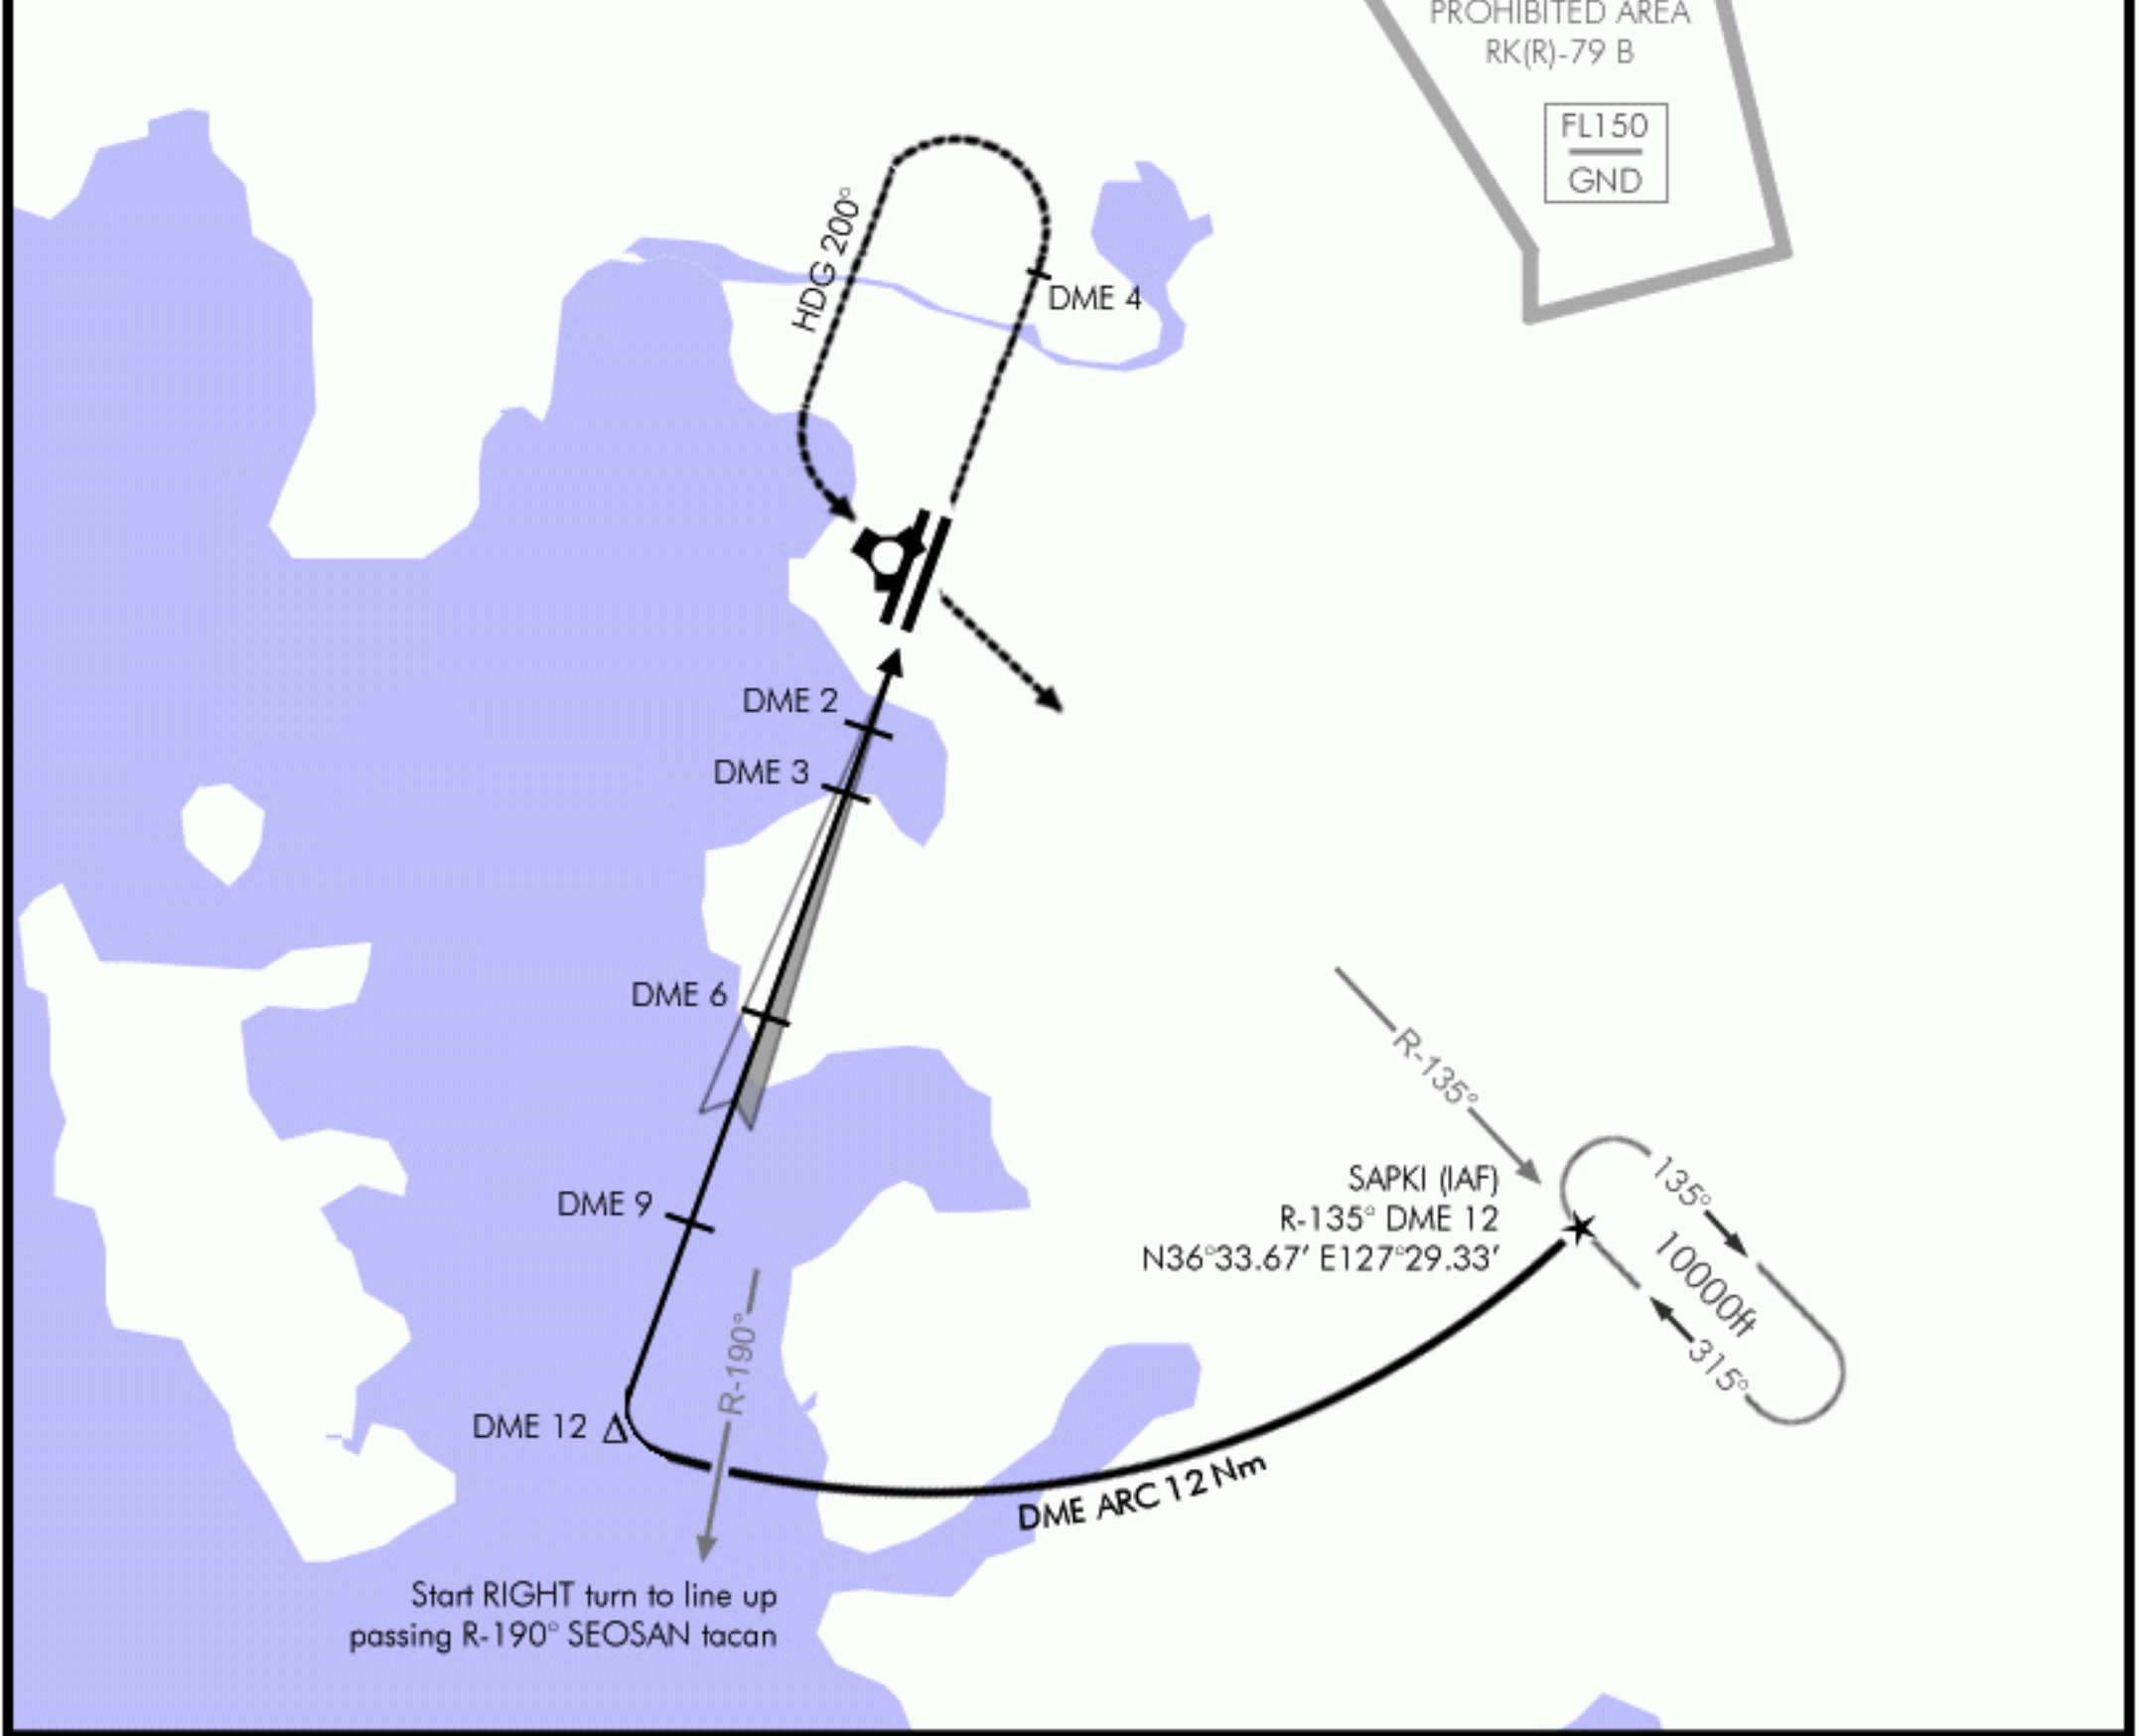 PROHIBITED AREA
RK(R)-79 B
FL150
GND
HDG 200°
DME 4
DME 2
DME 3
DME 6
R-135°
SAPKI (IAF)
R-135° DME 12
N36°33.67' E127°29.33'
135°
10000ft
315°
DME 9
R-190°
DME 12
DME ARC 12 Nm
Start RIGHT turn to line up
passing R-190° SEOSAN tacan